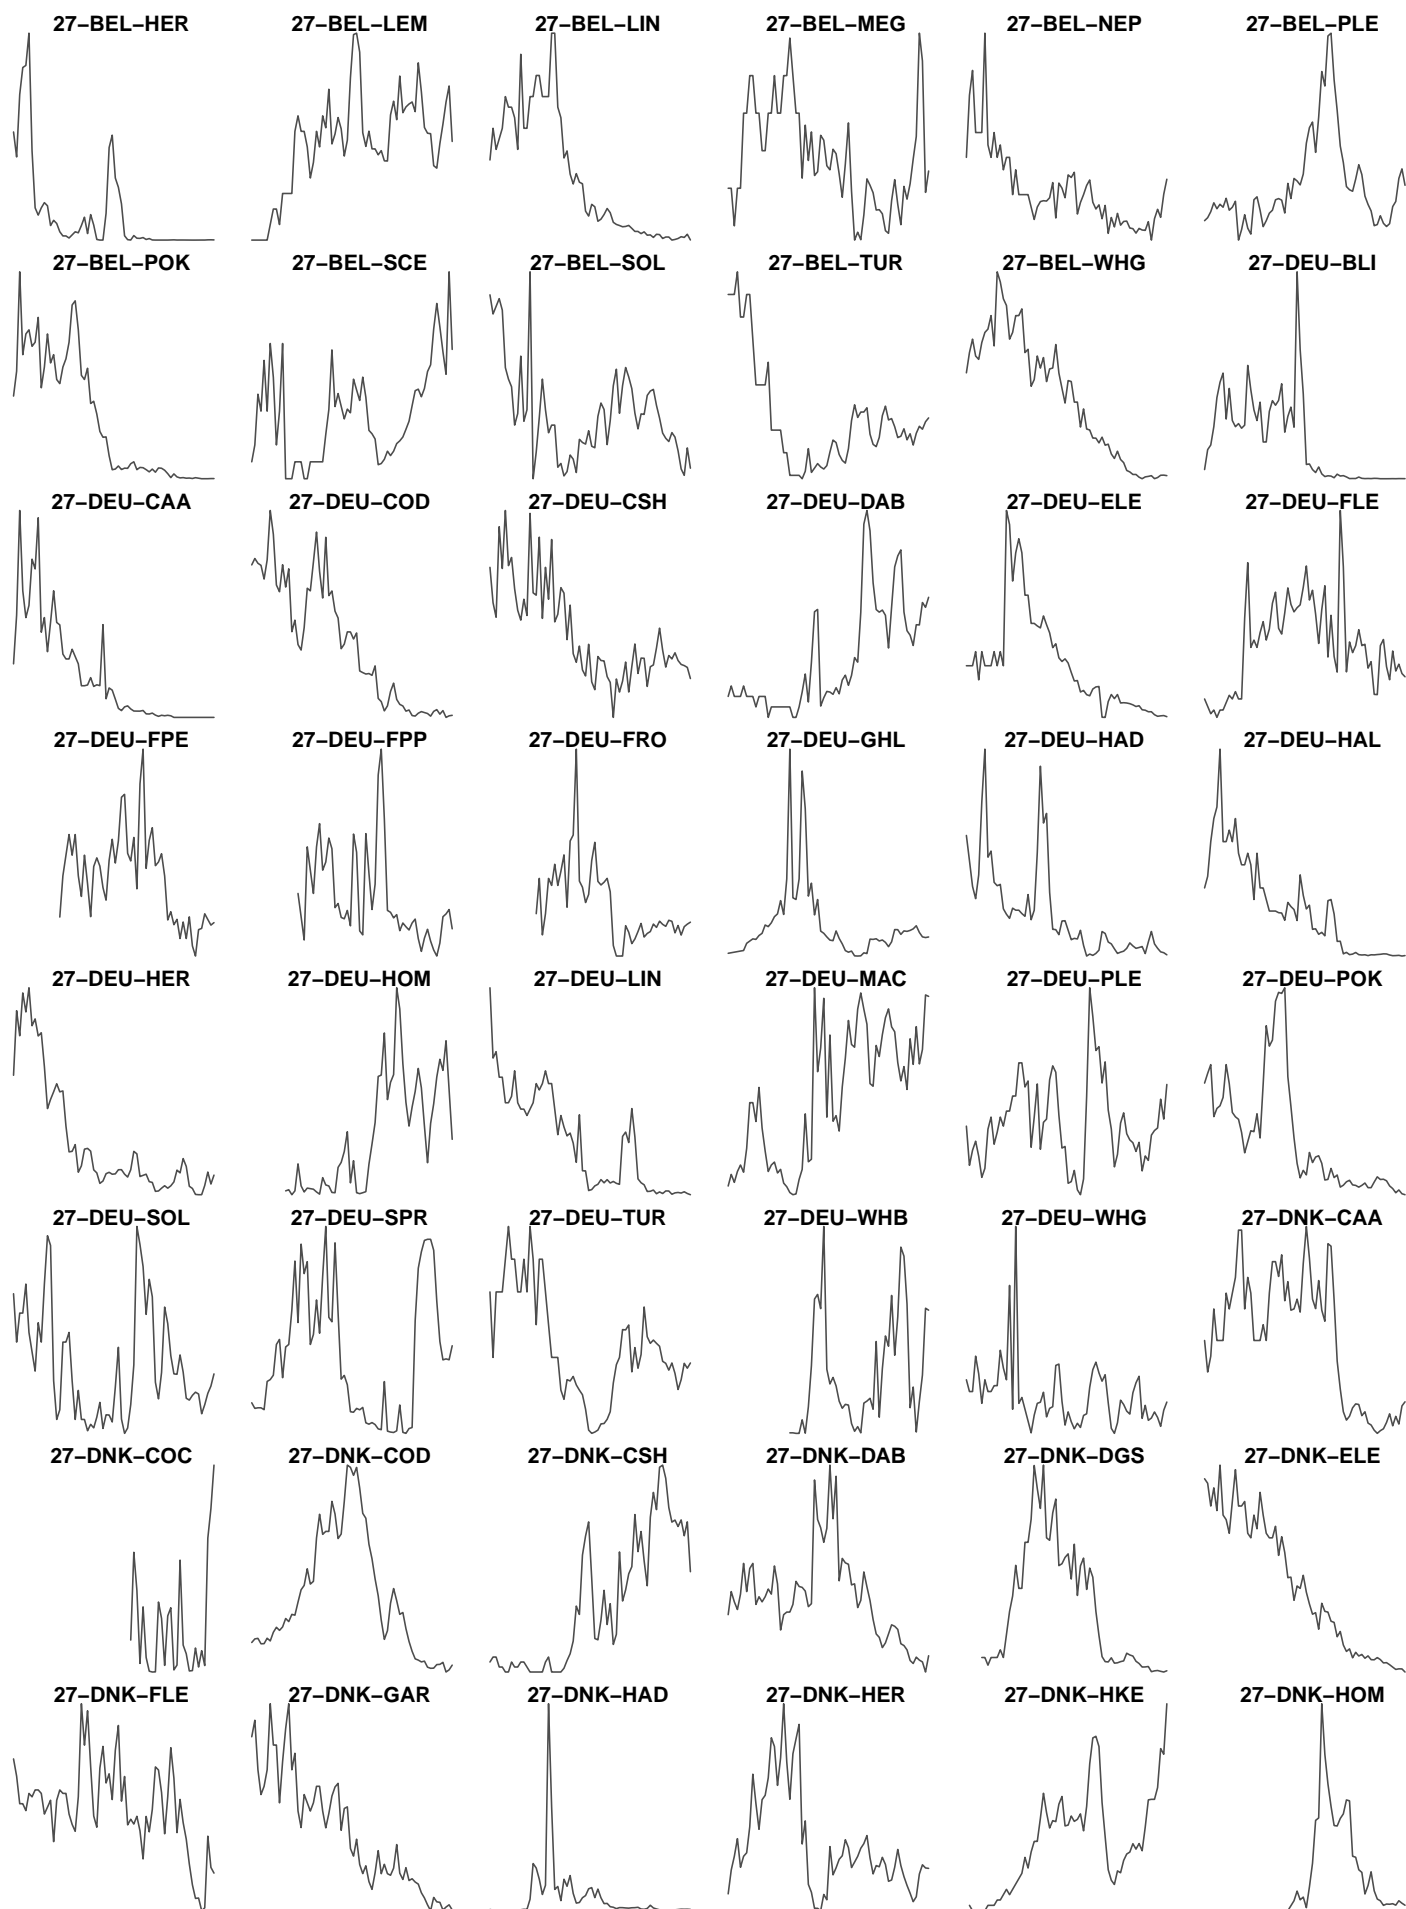 27–BEL–HER 27–BEL–LEM 27–BEL–LIN 27–BEL–MEG 27–BEL–NEP 27–BEL–PLE
27–BEL–POK 27–BEL–SCE 27–BEL–SOL 27–BEL–TUR 27–BEL–WHG 27–DEU–BLI
27–DEU–CAA 27–DEU–COD 27–DEU–CSH 27–DEU–DAB 27–DEU–ELE 27–DEU–FLE
27–DEU–FPE 27–DEU–FPP 27–DEU–FRO 27–DEU–GHL 27–DEU–HAD 27–DEU–HAL
27–DEU–HER 27–DEU–HOM 27–DEU–LIN 27–DEU–MAC 27–DEU–PLE 27–DEU–POK
27–DEU–SOL 27–DEU–SPR 27–DEU–TUR 27–DEU–WHB 27–DEU–WHG 27–DNK–CAA
27–DNK–COC 27–DNK–COD 27–DNK–CSH 27–DNK–DAB 27–DNK–DGS 27–DNK–ELE
27–DNK–FLE 27–DNK–GAR 27–DNK–HAD 27–DNK–HER 27–DNK–HKE 27–DNK–HOM